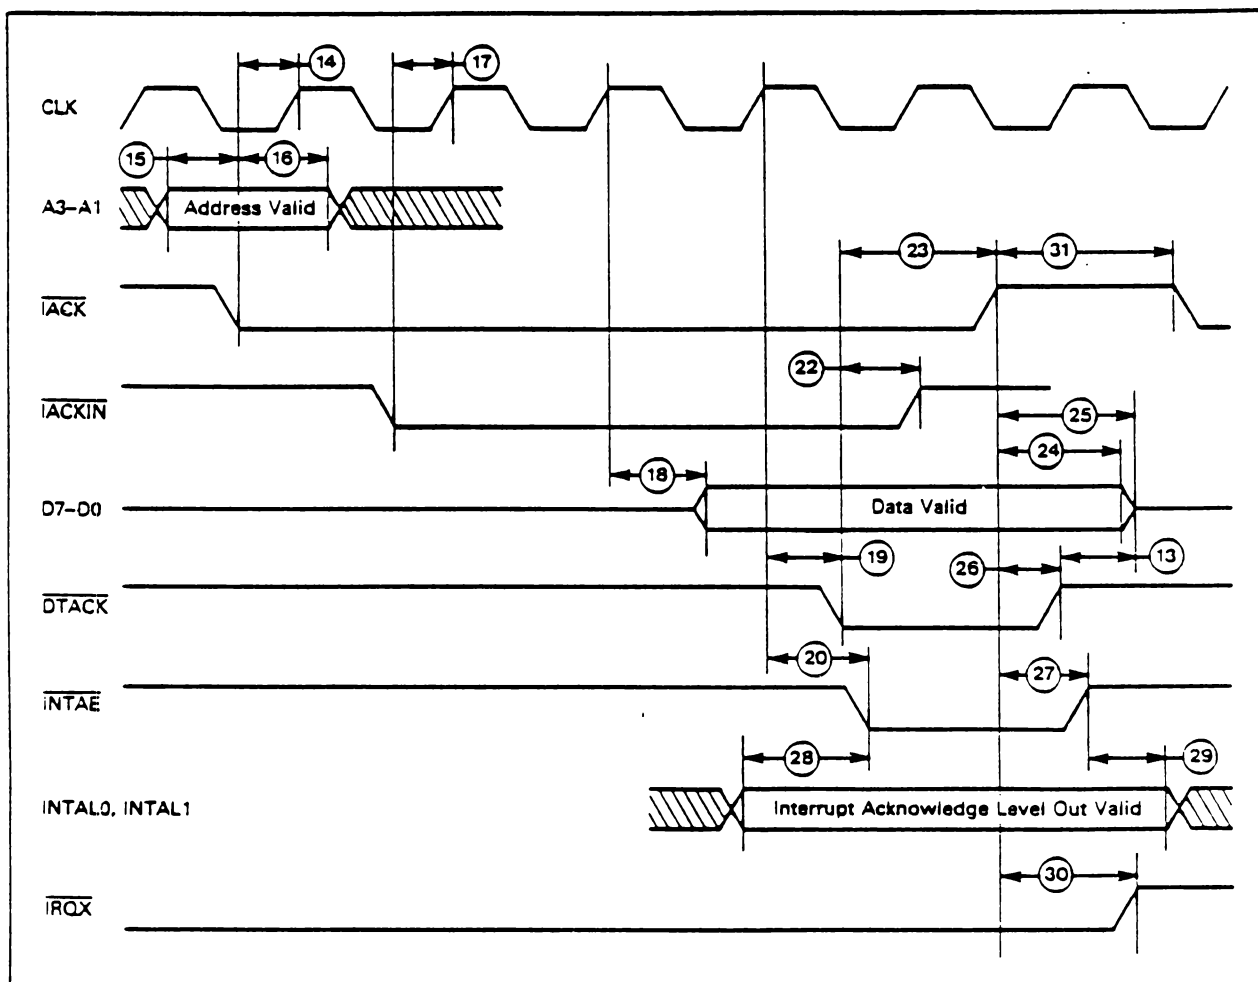 14
17
CLK
15
16
A3-A1
Address Valid
23
31
IACK
22
IACKIN
25
24
18
D7-D0
Data Valid
19
26
13
DTACK
20
27
INTAE
28
29
INTAL0, INTAL1
Interrupt Acknowledge Level Out Valid
30
IRQX